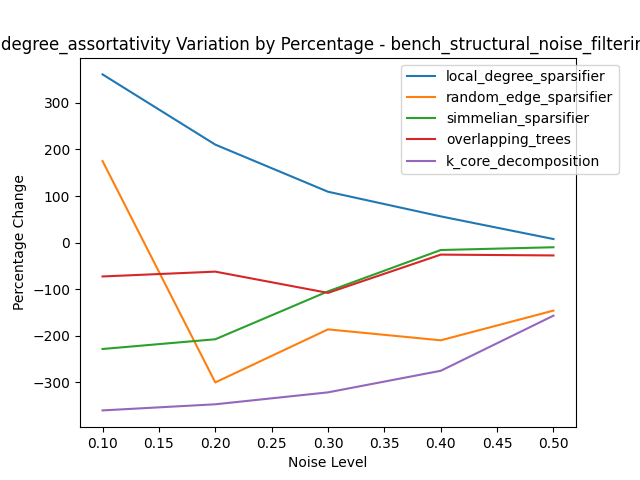 degree_assortativity Variation by Percentage - bench_structural_noise_filterin
local_degree_sparsifier
random_edge_sparsifier
simmelian_sparsifier
overlapping_trees
k_core_decomposition
Percentage Change
300
200
100
0
−100
−200
−300
0.10 0.15 0.20 0.25 0.30 0.35 0.40 0.45 0.50
Noise Level